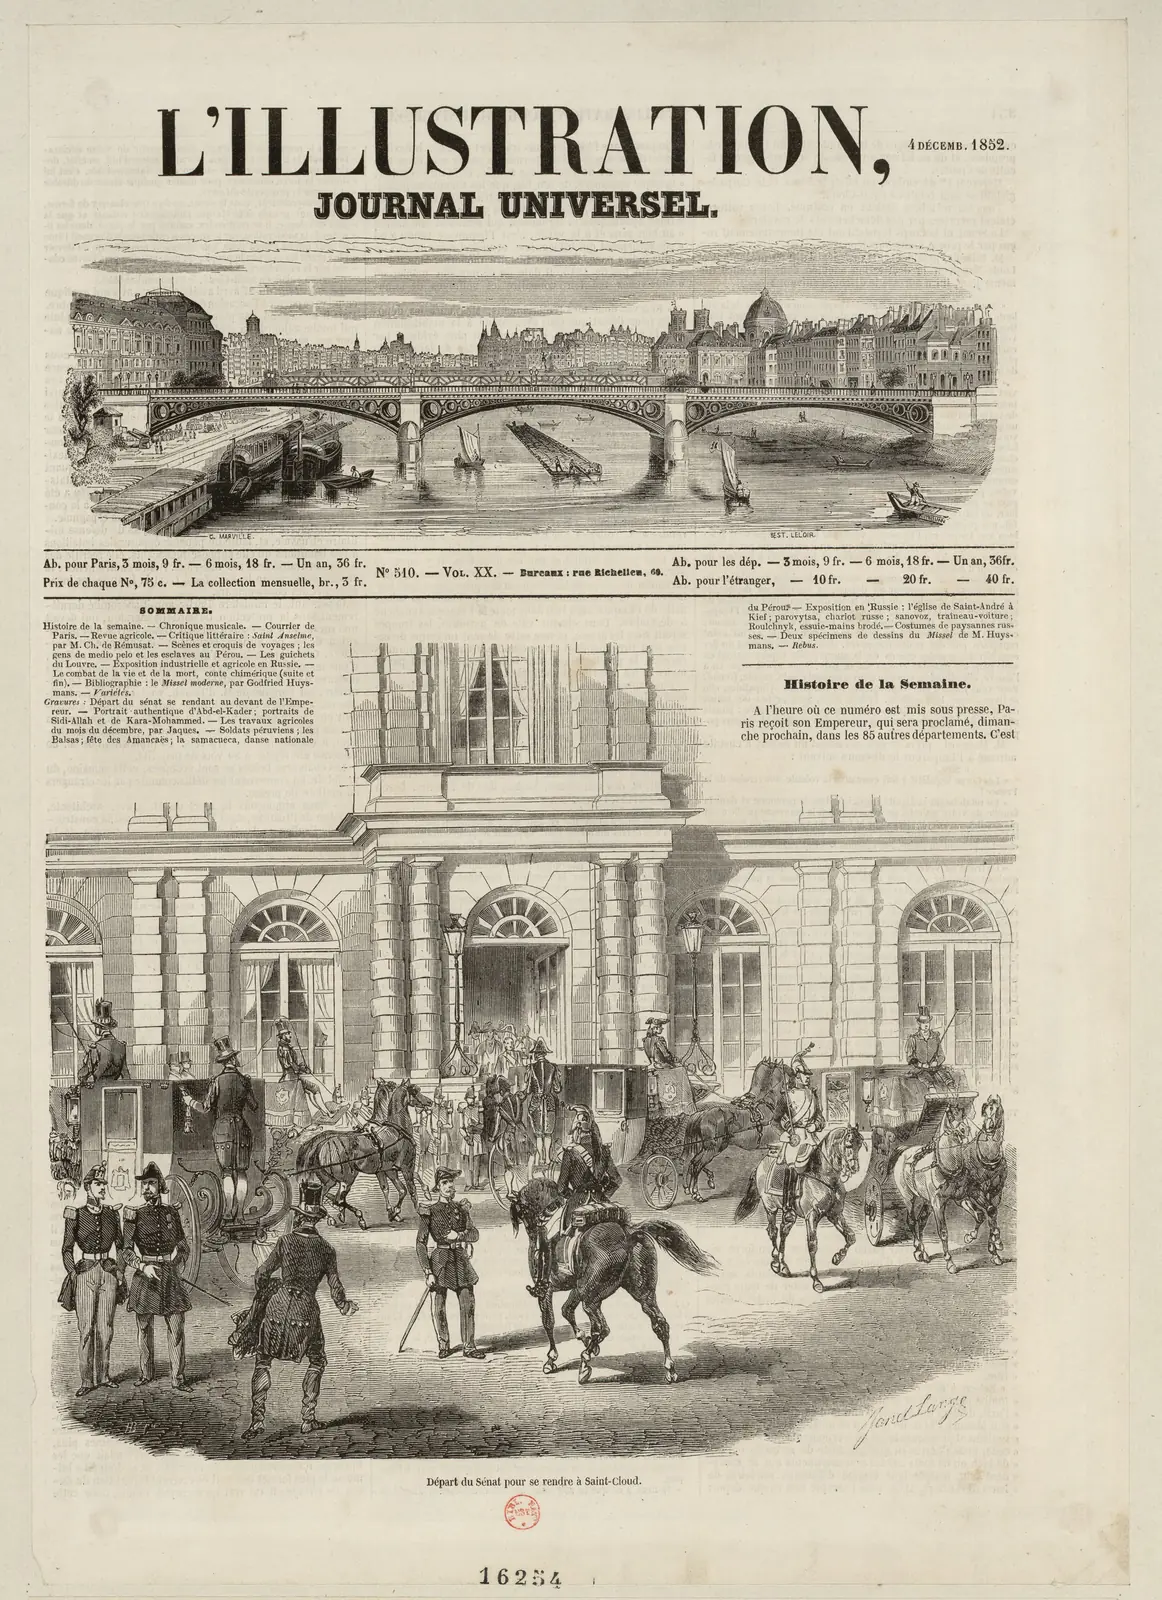 L'ILLUSTRATION,
4 DÉCEMB. 1852.
JOURNAL UNIVERSEL.
C. MARVILLE.
BEST. LELOIR.
Ab. pour Paris, 3 mois, 9 fr. — 6 mois, 18 fr. — Un an, 36 fr.
Prix de chaque No, 75 c. — La collection mensuelle, br., 3 fr.
No 510. — VOL. XX. — Bureaux : rue Richelieu, 60.
Ab. pour les dép. — 3 mois, 9 fr. — 6 mois, 18 fr. — Un an, 36 fr.
Ab. pour l'étranger, — 10 fr. — 20 fr. — 40 fr.
SOMMAIRE.
Histoire de la semaine. — Chronique musicale. — Courrier de
Paris. — Revue agricole. — Critique littéraire : Saint Anselme,
par M. Ch. de Rémusat. — Scènes et croquis de voyages ; les
gens de medio pelo et les esclaves au Pérou. — Les guichets
du Louvre. — Exposition industrielle et agricole en Russie. —
Le combat de la vie et de la mort, conte chimérique (suite et
fin). — Bibliographie : le Missel moderne, par Godfried Huys-
mans. — Variétés.
Gravures : Départ du sénat se rendant au devant de l'Empe-
reur. — Portrait authentique d'Abd-el-Kader ; portraits de
Sidi-Allah et de Kara-Mohammed. — Les travaux agricoles
du mois du décembre, par Jaques. — Soldats péruviens ; les
Balsas ; fête des Amancaès ; la samacueca, danse nationale
du Pérou. — Exposition en Russie : l'église de Saint-André à
Kief ; parovytsa, chariot russe ; sanovoz, traîneau-voiture ;
Roulchnyk, essuie-mains brodé. — Costumes de paysannes rus-
ses. — Deux spécimens de dessins du Missel de M. Huys-
mans. — Rebus.
Histoire de la Semaine.
A l'heure où ce numéro est mis sous presse, Pa-
ris reçoit son Empereur, qui sera proclamé, diman-
che prochain, dans les 85 autres départements. C'est
Janet Lange
Départ du Sénat pour se rendre à Saint-Cloud.
16254